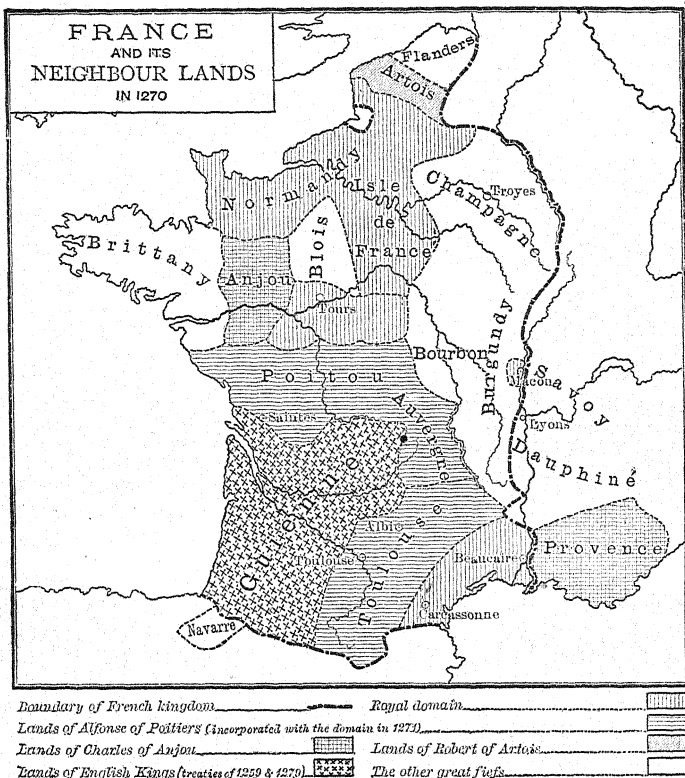 FRANCE
AND ITS
NEIGHBOUR LANDS
IN 1270
Flanders
Artois
Normandy
Isle
de
France
Champagne
Troyes
Brittany
Anjou
Blois
Tours
Burgundy
Bourbon
Poitou
Macon
Savoy
Saintes
Auvergne
Lyons
Dauphiné
Guienne
Albie
Toulouse
Toulouse
Beaucaire
Provence
Carcassonne
Navarre
Boundary of French kingdom
Royal domain
Lands of Alfonse of Poitiers (incorporated with the domain in 1271)
Lands of Charles of Anjou
Lands of Robert of Artois
Lands of English Kings (treaties of 1259 & 1279)
The other great fiefs